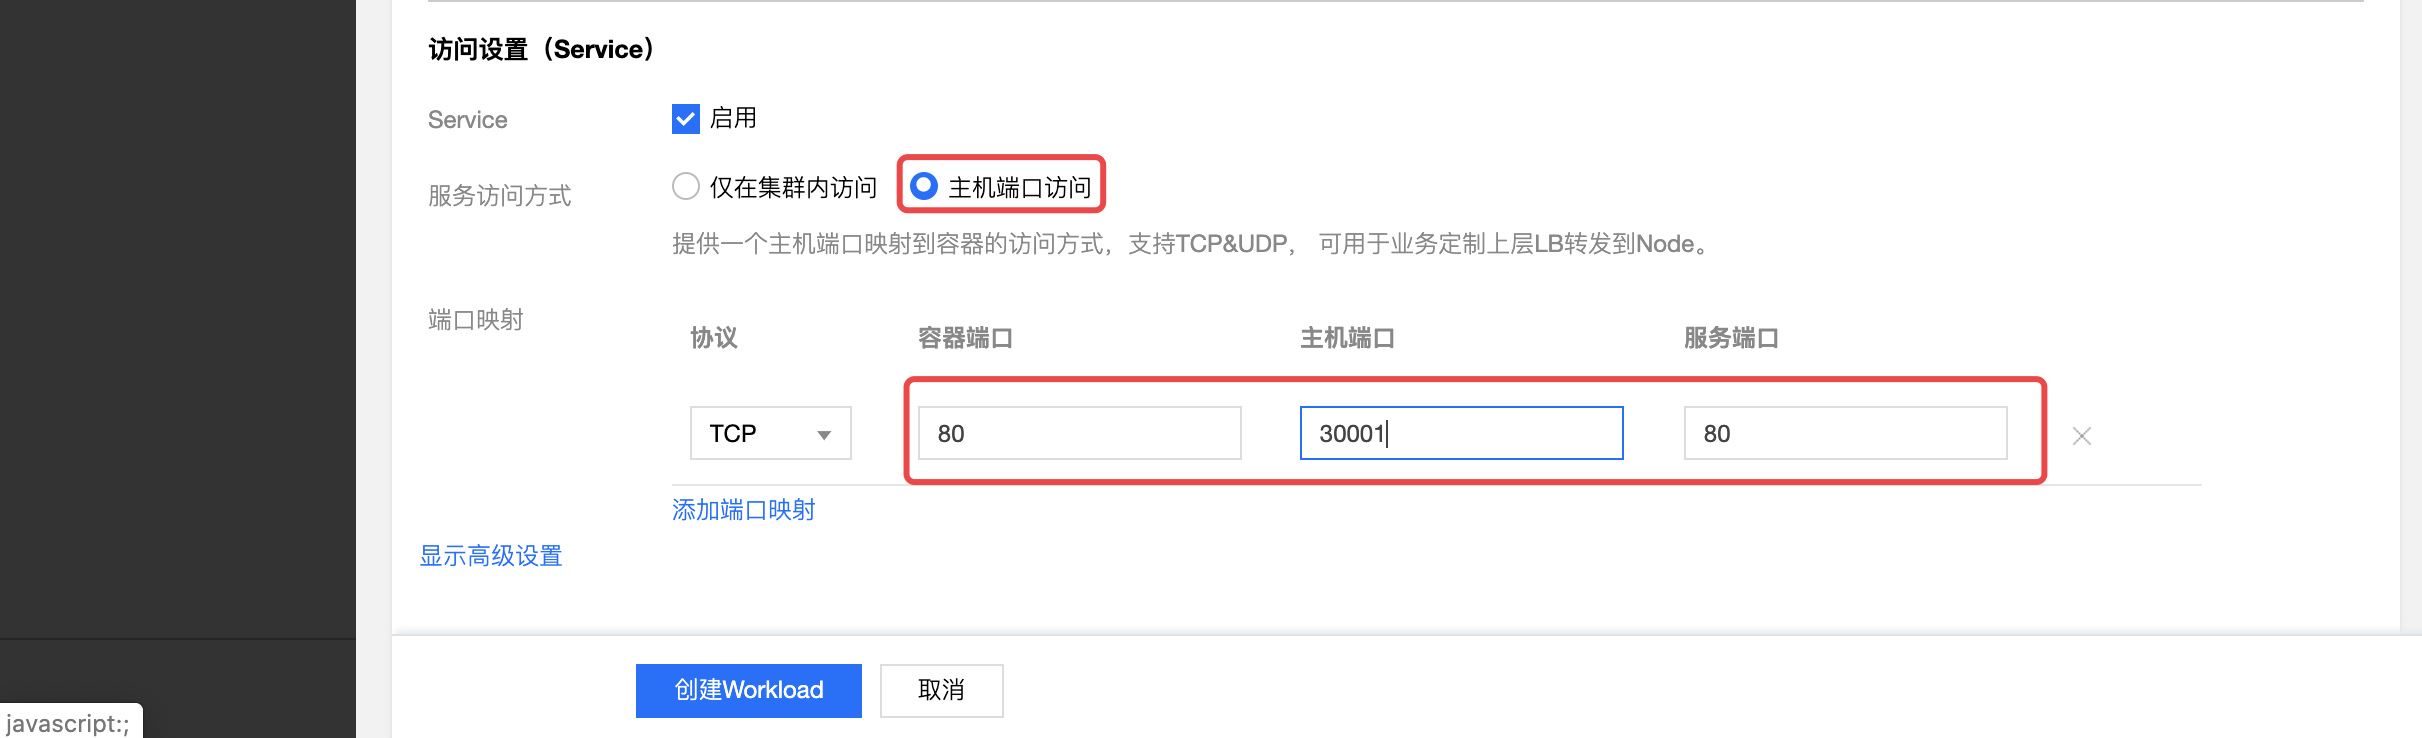 访问设置（Service）
Service
启用
服务访问方式
仅在集群内访问
主机端口访问
提供一个主机端口映射到容器的访问方式，支持TCP&UDP， 可用于业务定制上层LB转发到Node。
端口映射
协议 容器端口 主机端口 服务端口
TCP 80 30001 80
添加端口映射
显示高级设置
创建Workload 取消
javascript:;